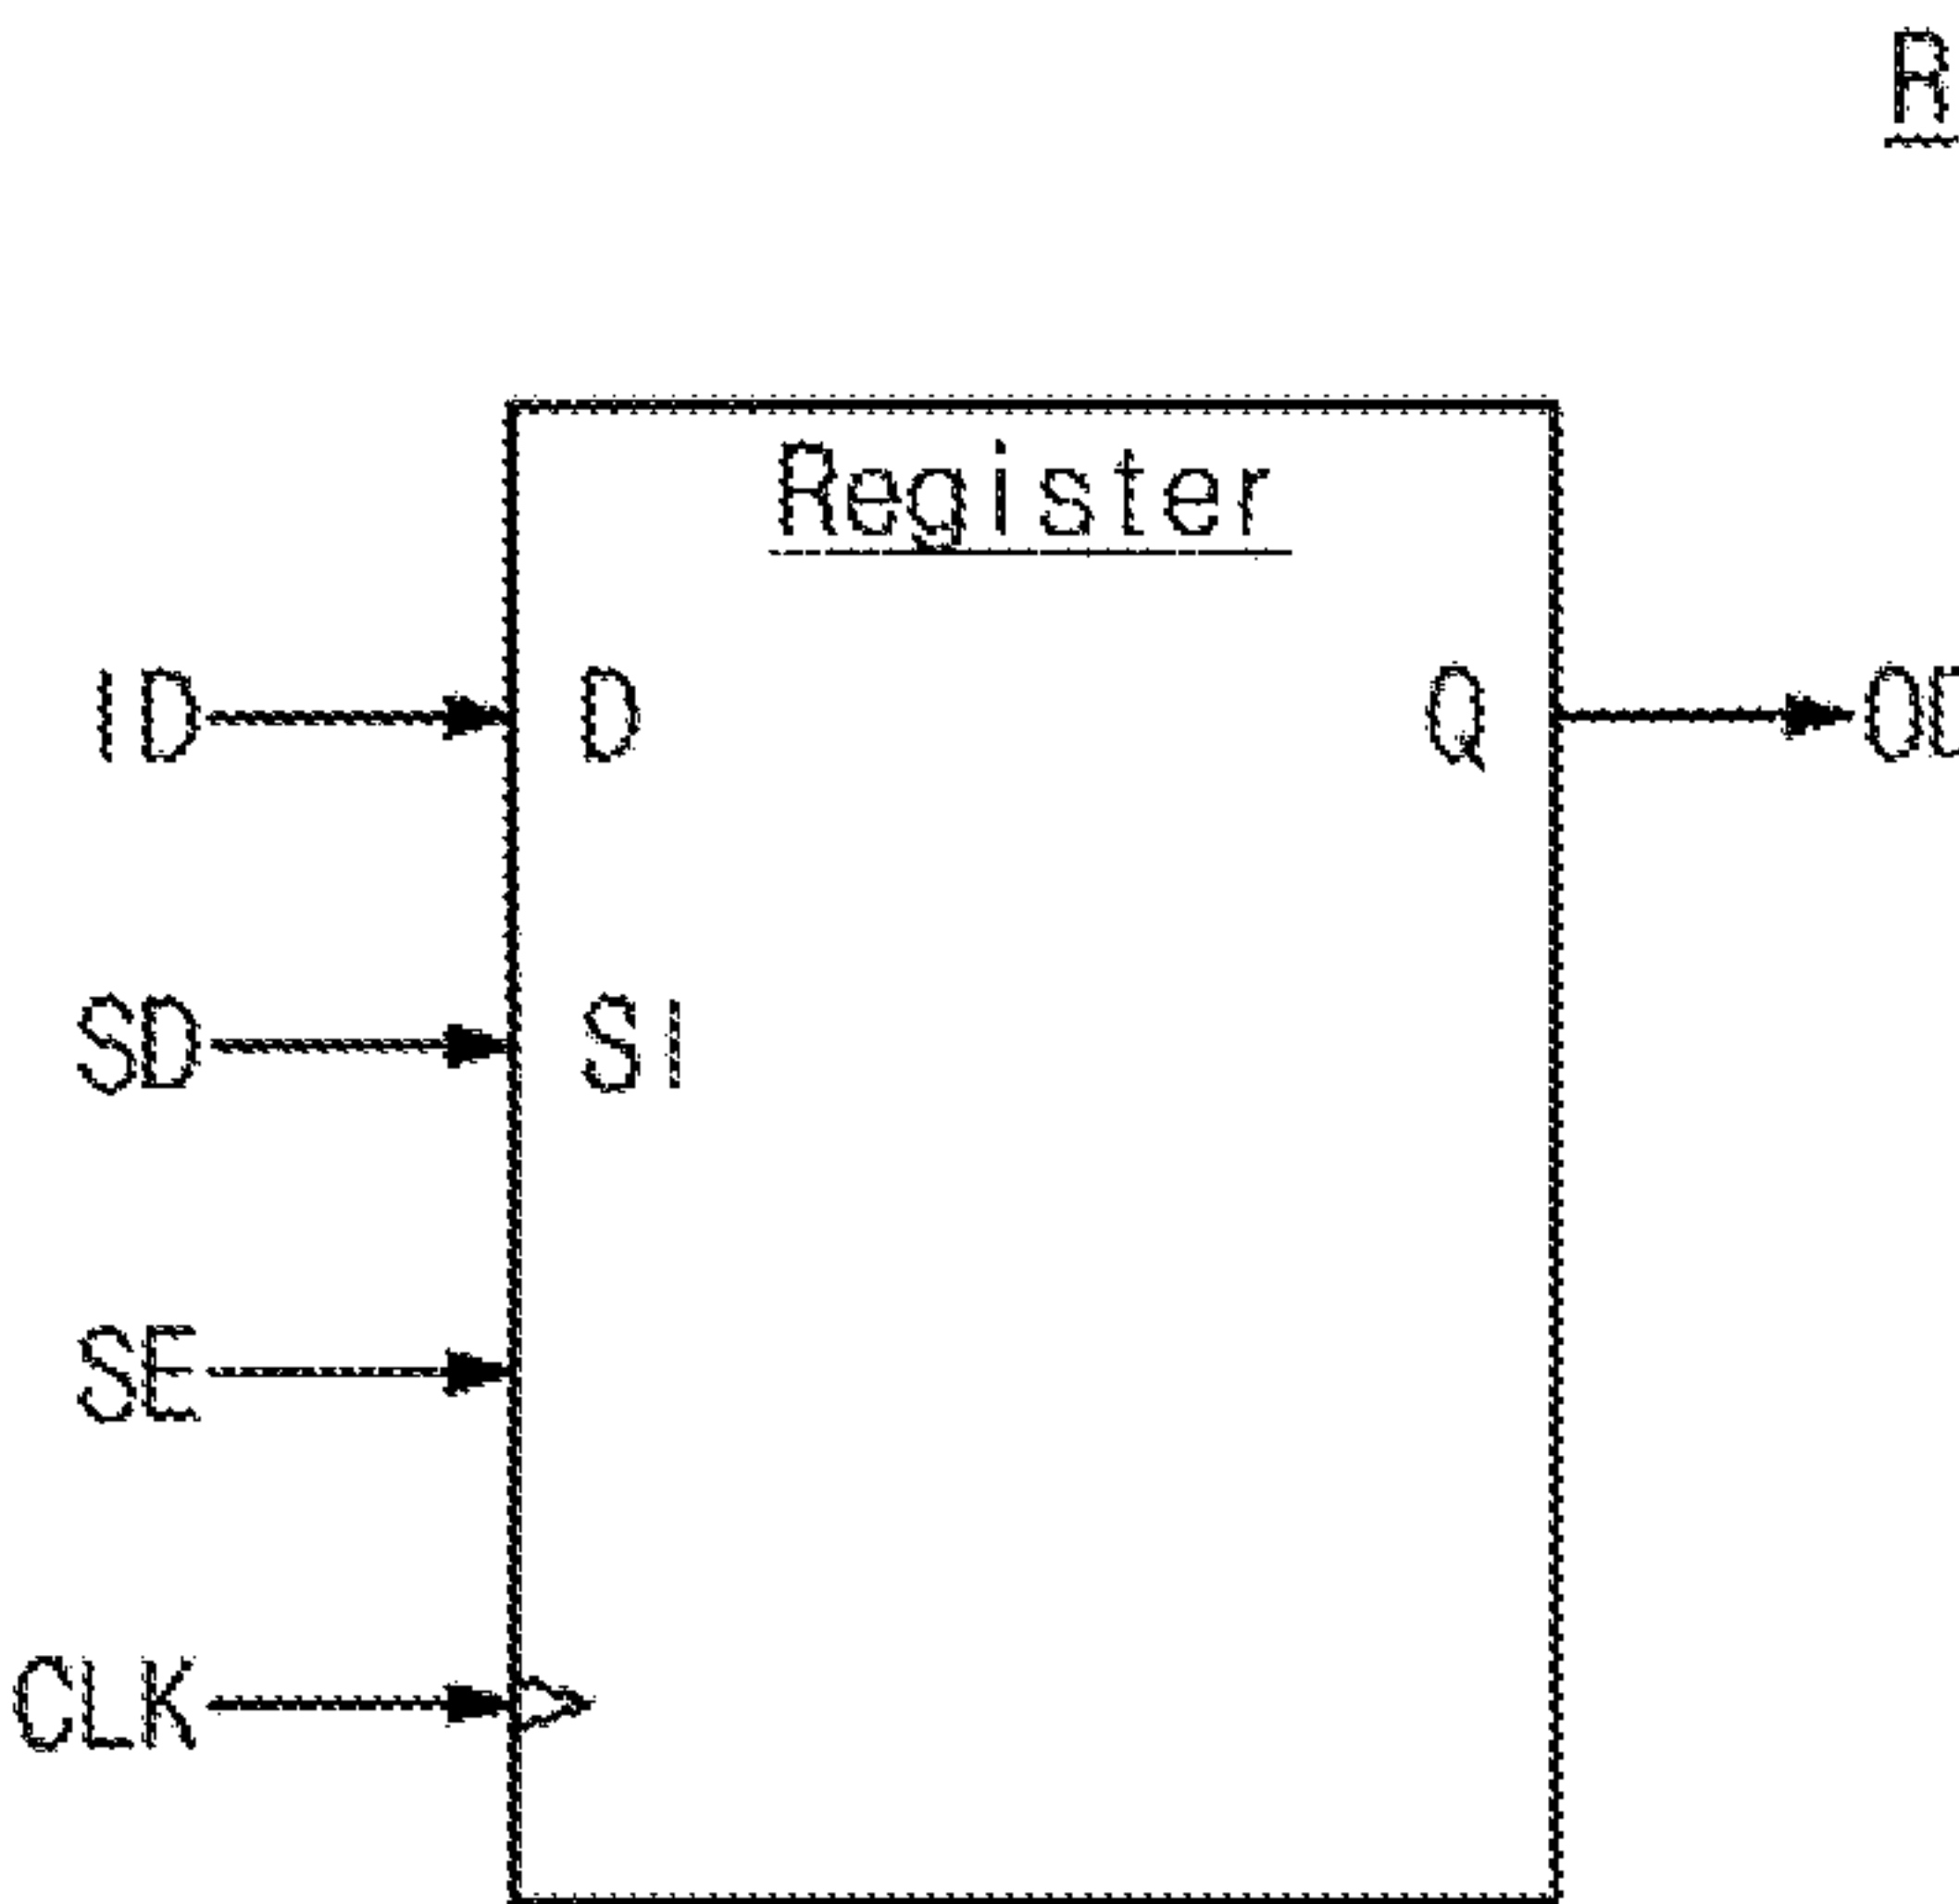 R
Register
ID D Q
SD SI
SE
CLK